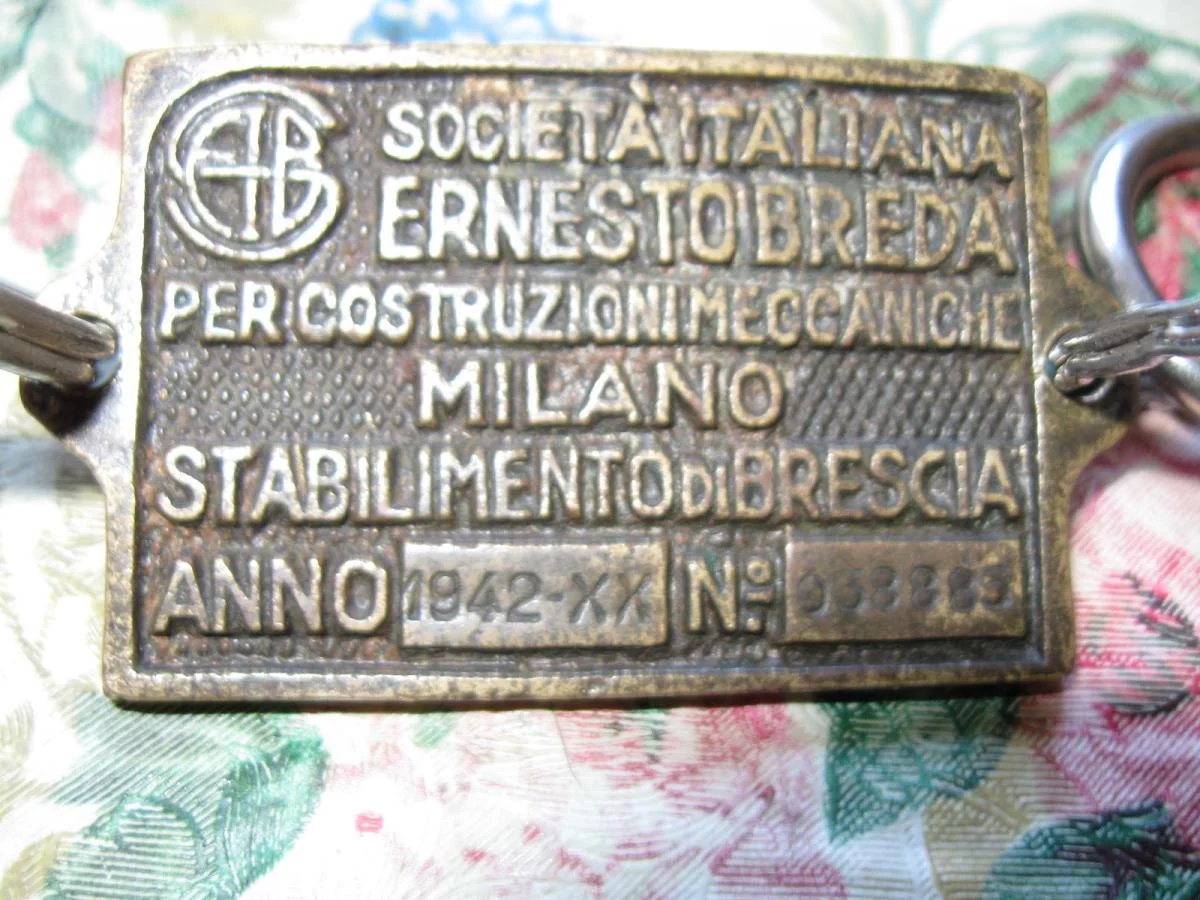 SOCIETÀ ITALIANA
ERNESTO BREDA
PER COSTRUZIONI MECCANICHE
MILANO
STABILIMENTO DI BRESCIA
ANNO 1942-XX Nº